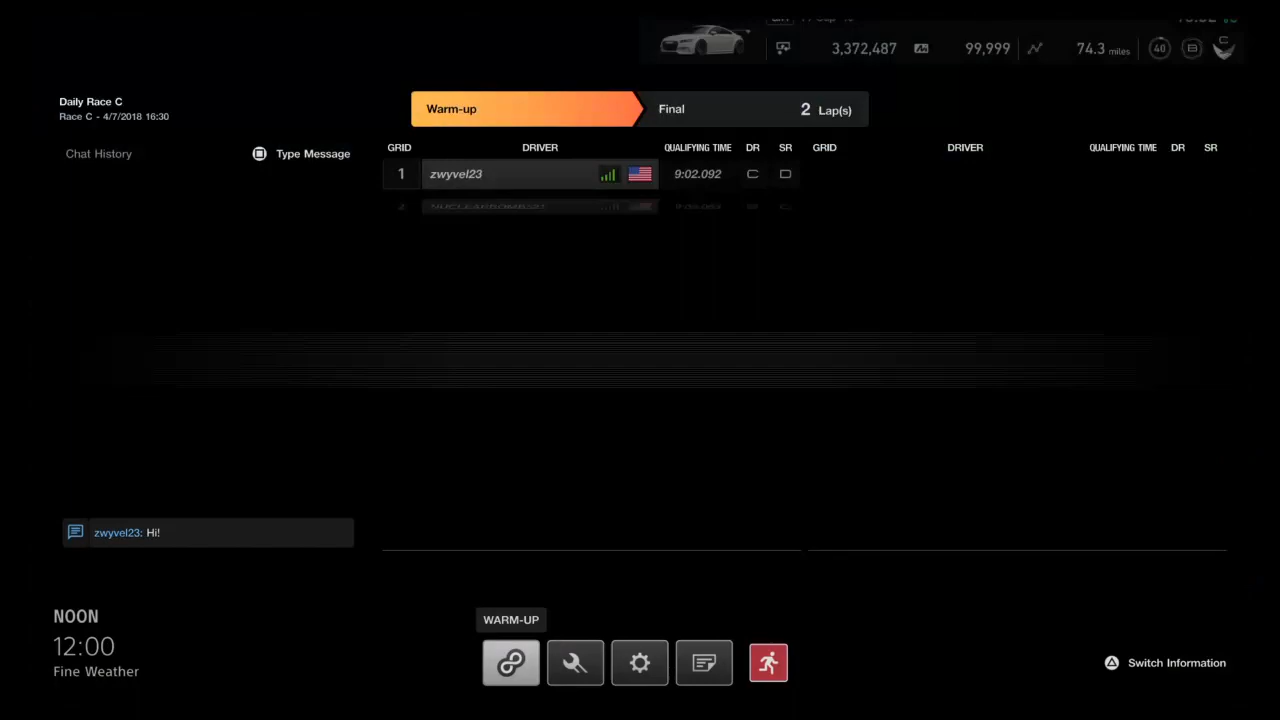 3,372,487 99,999 74.3 miles 40 B C
Daily Race C
Race C - 4/7/2018 16:30
Warm-up Final 2 Lap(s)
Chat History Type Message
GRID DRIVER QUALIFYING TIME DR SR GRID DRIVER QUALIFYING TIME DR SR
1 zwyvel23 9:02.092 C D
zwyvel23: Hi!
NOON
12:00
Fine Weather
WARM-UP
Switch Information